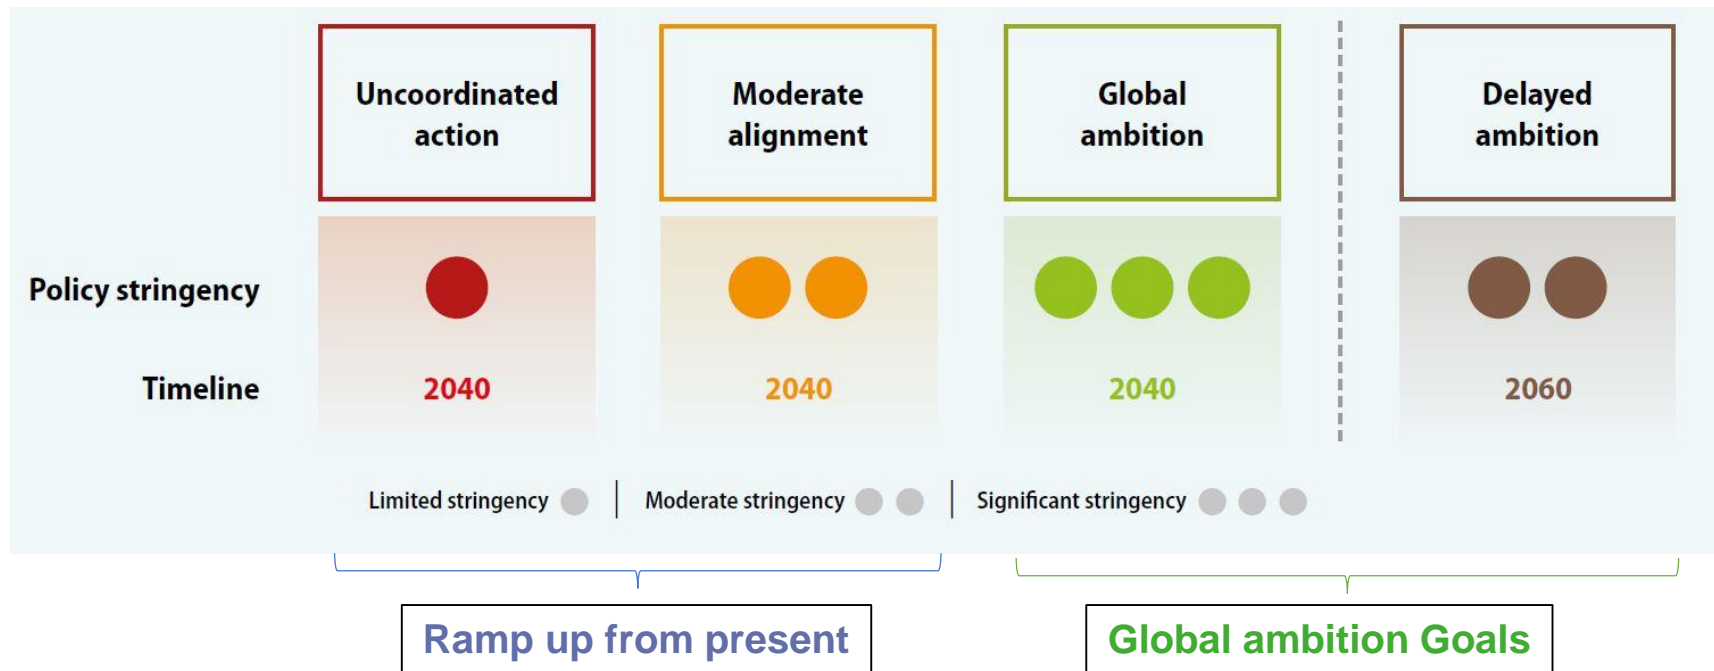 Uncoordinated
action
Moderate
alignment
Global
ambition
Delayed
ambition
Policy stringency
Timeline
2040
2040
2040
2060
Limited stringency
Moderate stringency
Significant stringency
Ramp up from present
Global ambition Goals